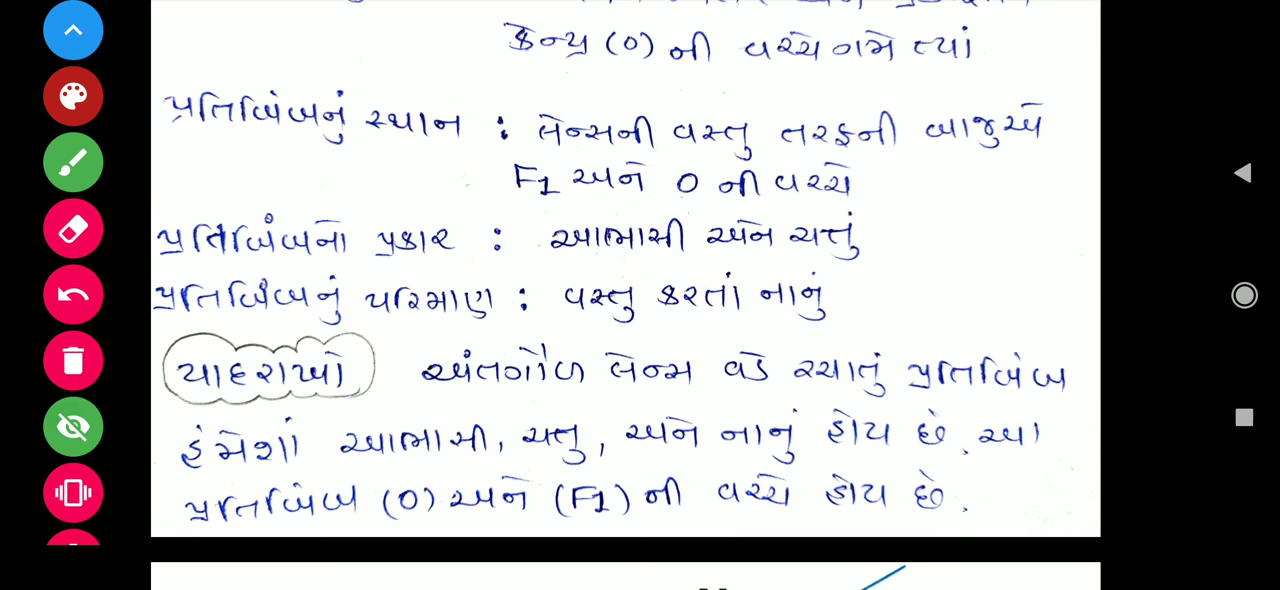 કેન્દ્ર (O) ની વચ્ચે ગમે ત્યાં
પ્રતિબિંબનું સ્થાન : લેન્સની વસ્તુ તરફની બાજુએ
F1 અને O ની વચ્ચે
પ્રતિબિંબનો પ્રકાર : આભાસી અને ચત્તું
પ્રતિબિંબનું પરિમાણ : વસ્તુ કરતાં નાનું
યાદરાખો અંતર્ગોળ લેન્સ વડે રચાતું પ્રતિબિંબ
હંમેશાં આભાસી, ચત્તુ, અને નાનું હોય છે. આ
પ્રતિબિંબ (O) અને (F1) ની વચ્ચે હોય છે.